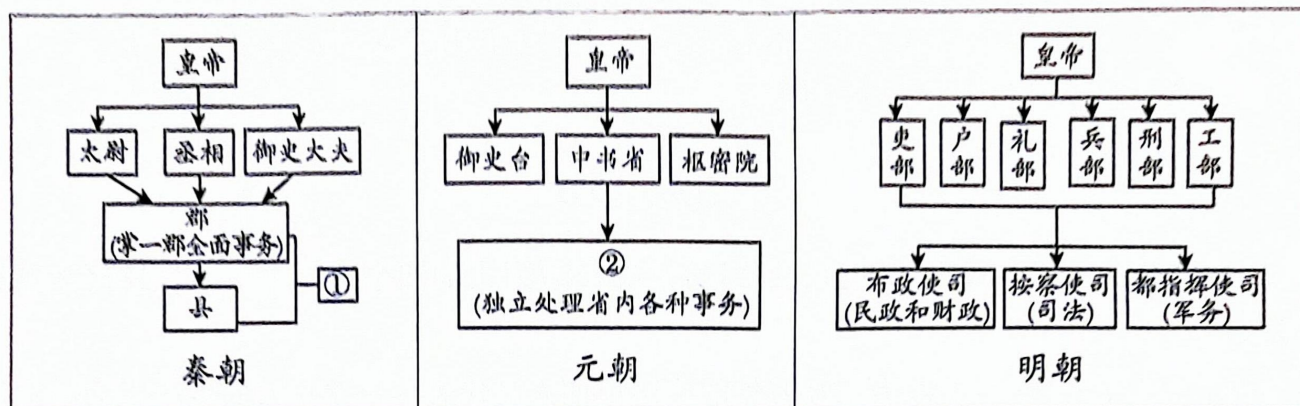 皇帝
太尉 丞相 御史大夫
郡
(掌一郡全面事务)
①
县
秦朝
皇帝
御史台 中书省 枢密院
②
(独立处理省内各种事务)
元朝
皇帝
吏部 户部 礼部 兵部 刑部 工部
布政使司 按察使司 都指挥使司
(民政和财政) (司法) (军务)
明朝